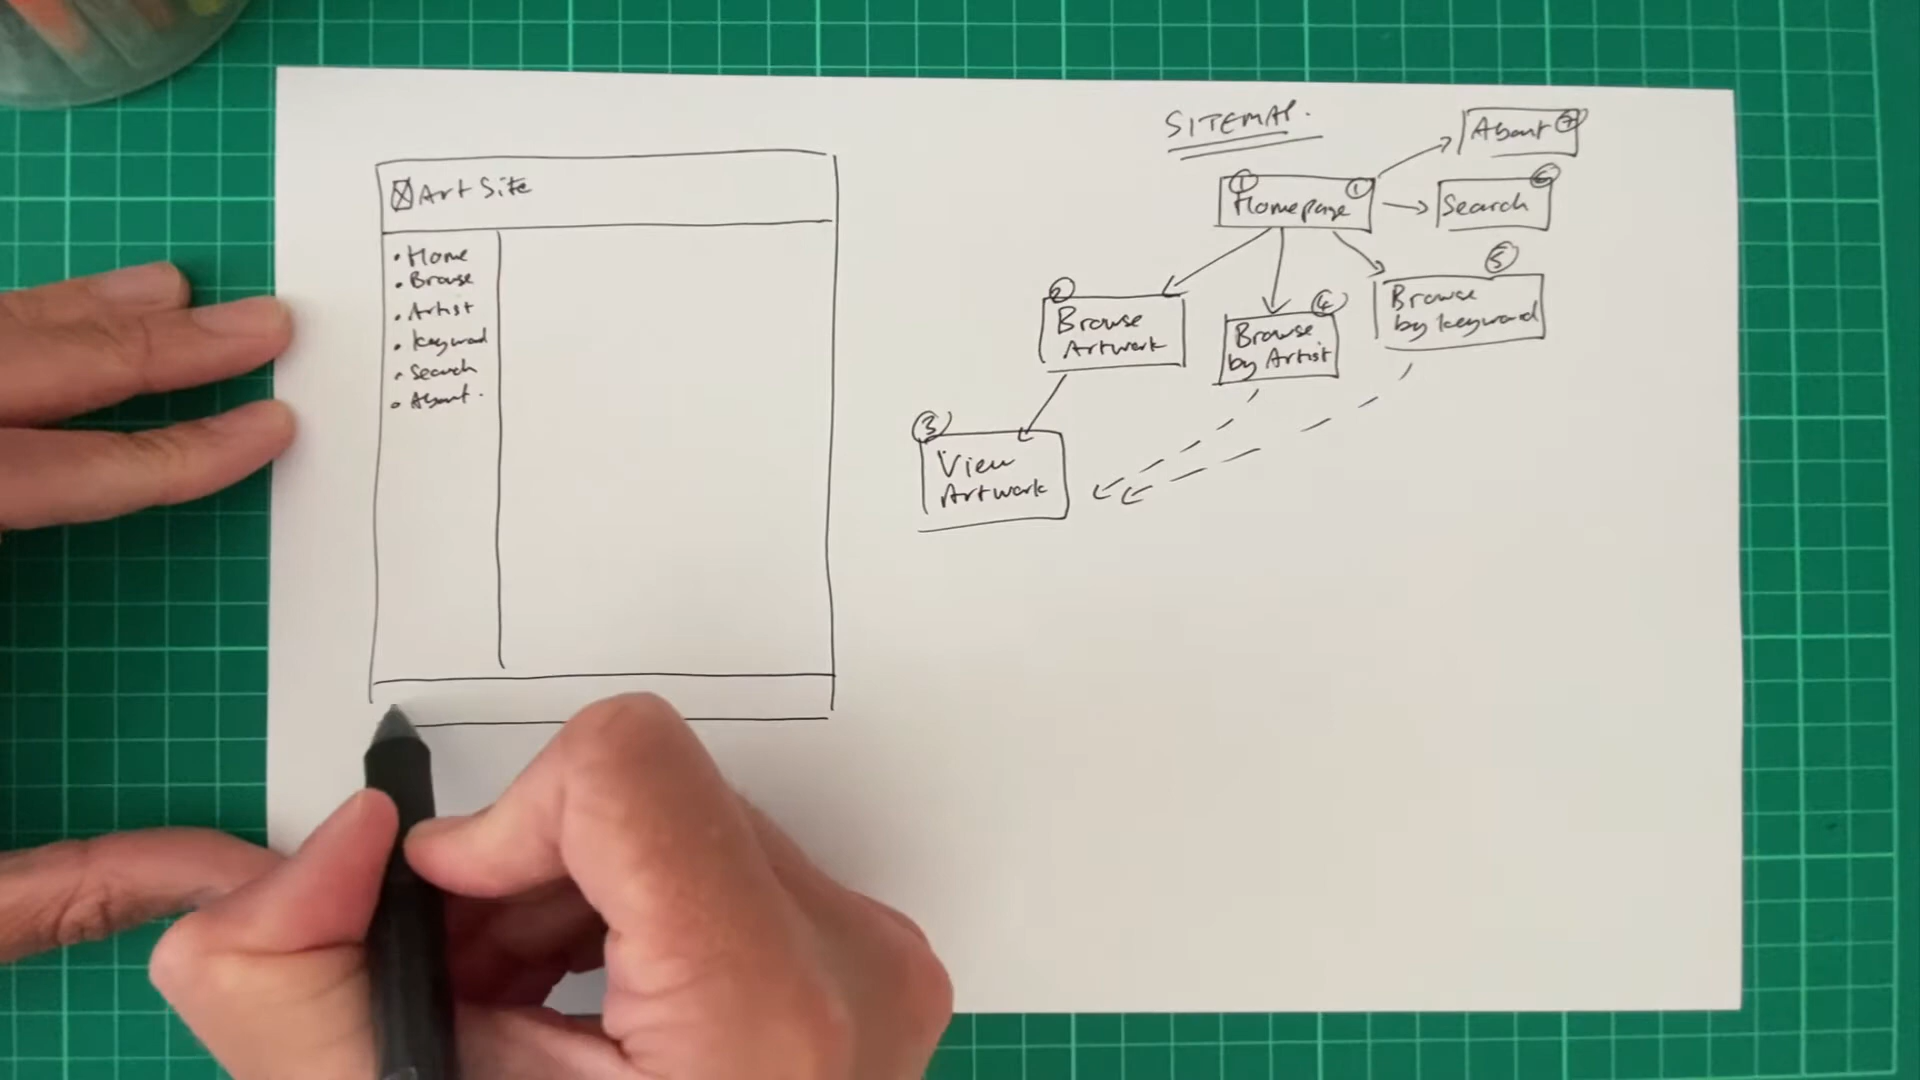 Art Site
• Home
• Browse
• Artist
• keyword
• Search
• About.
SITEMAP.
About 7
1 1
Homepage
6
Search
2
Browse
Artwork
4
Browse
by Artist
5
Browse
by keyword
3
View
Artwork